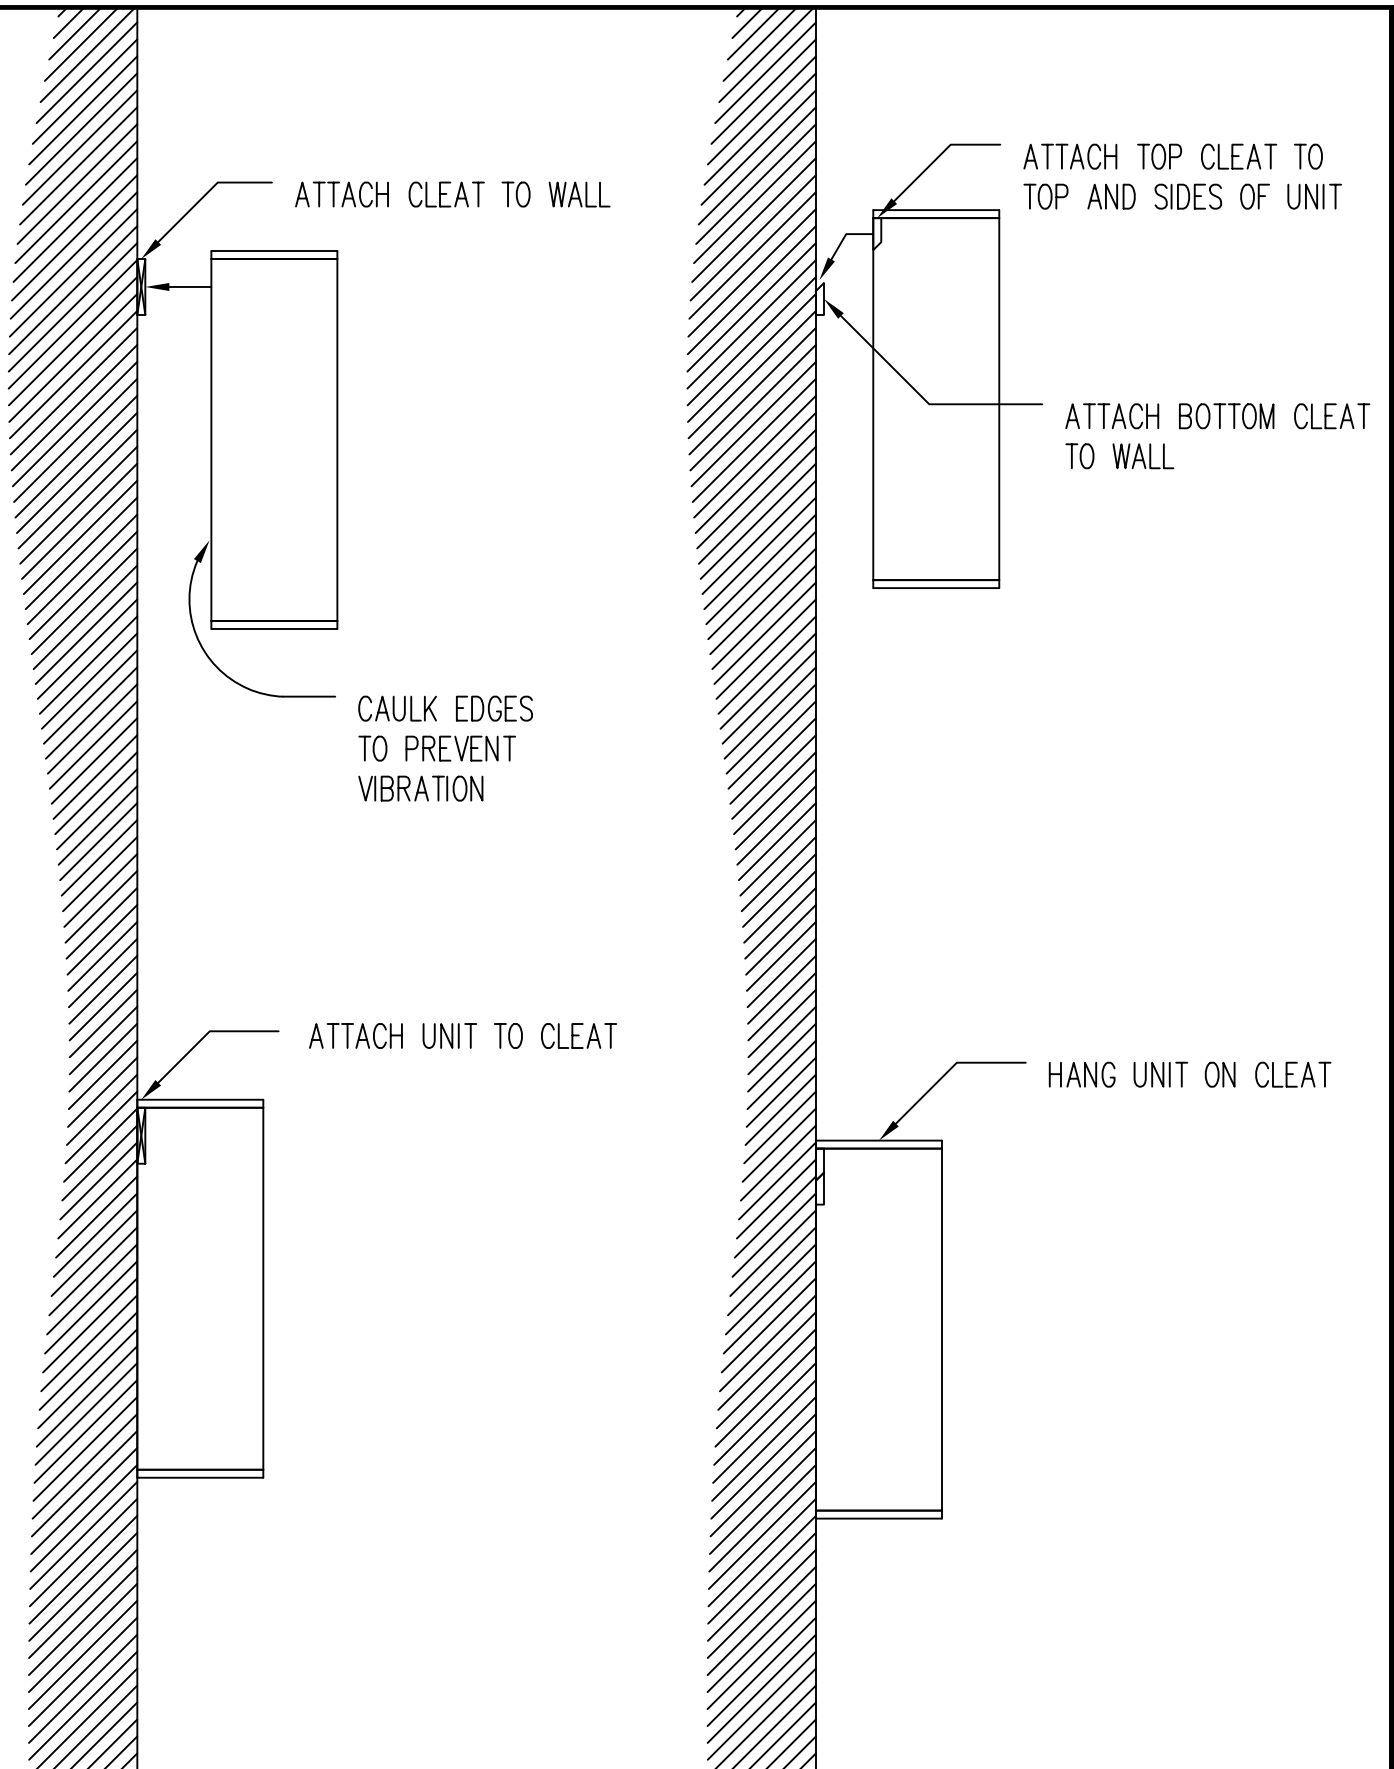 ATTACH CLEAT TO WALL
CAULK EDGES
TO PREVENT
VIBRATION
ATTACH UNIT TO CLEAT
ATTACH TOP CLEAT TO
TOP AND SIDES OF UNIT
ATTACH BOTTOM CLEAT
TO WALL
HANG UNIT ON CLEAT